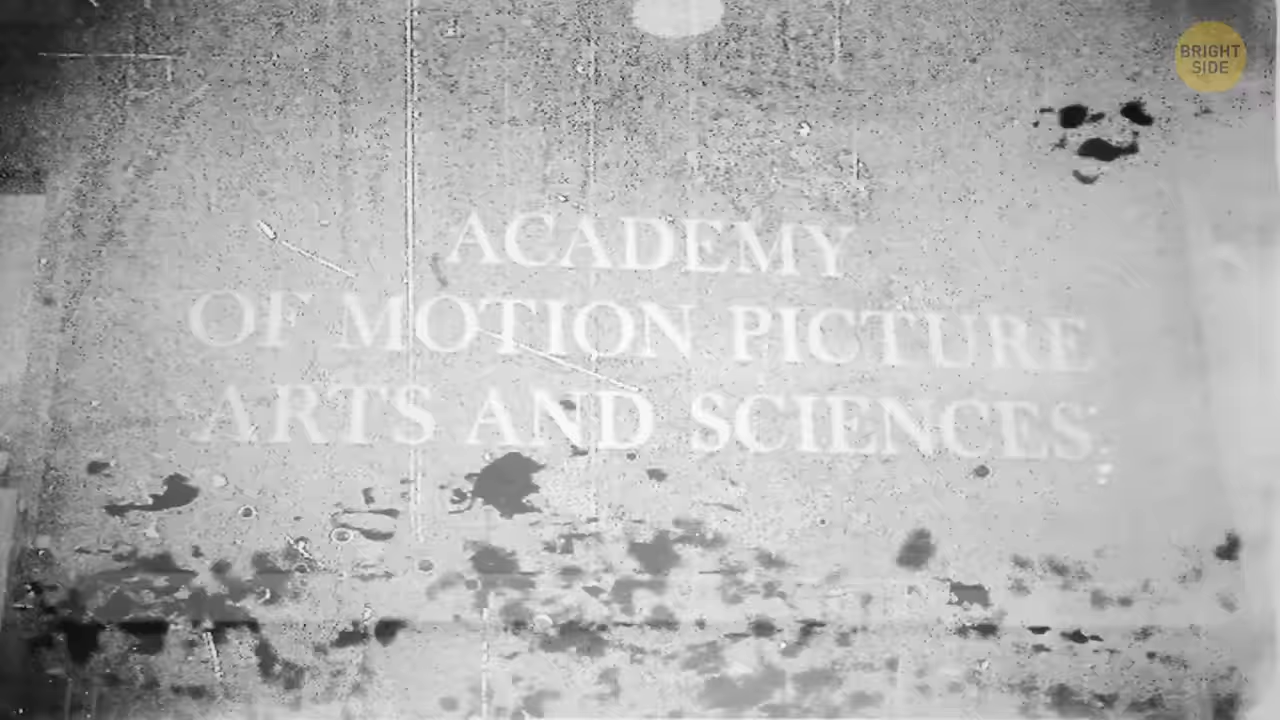 BRIGHT
SIDE
ACADEMY
OF MOTION PICTURE
ARTS AND SCIENCES